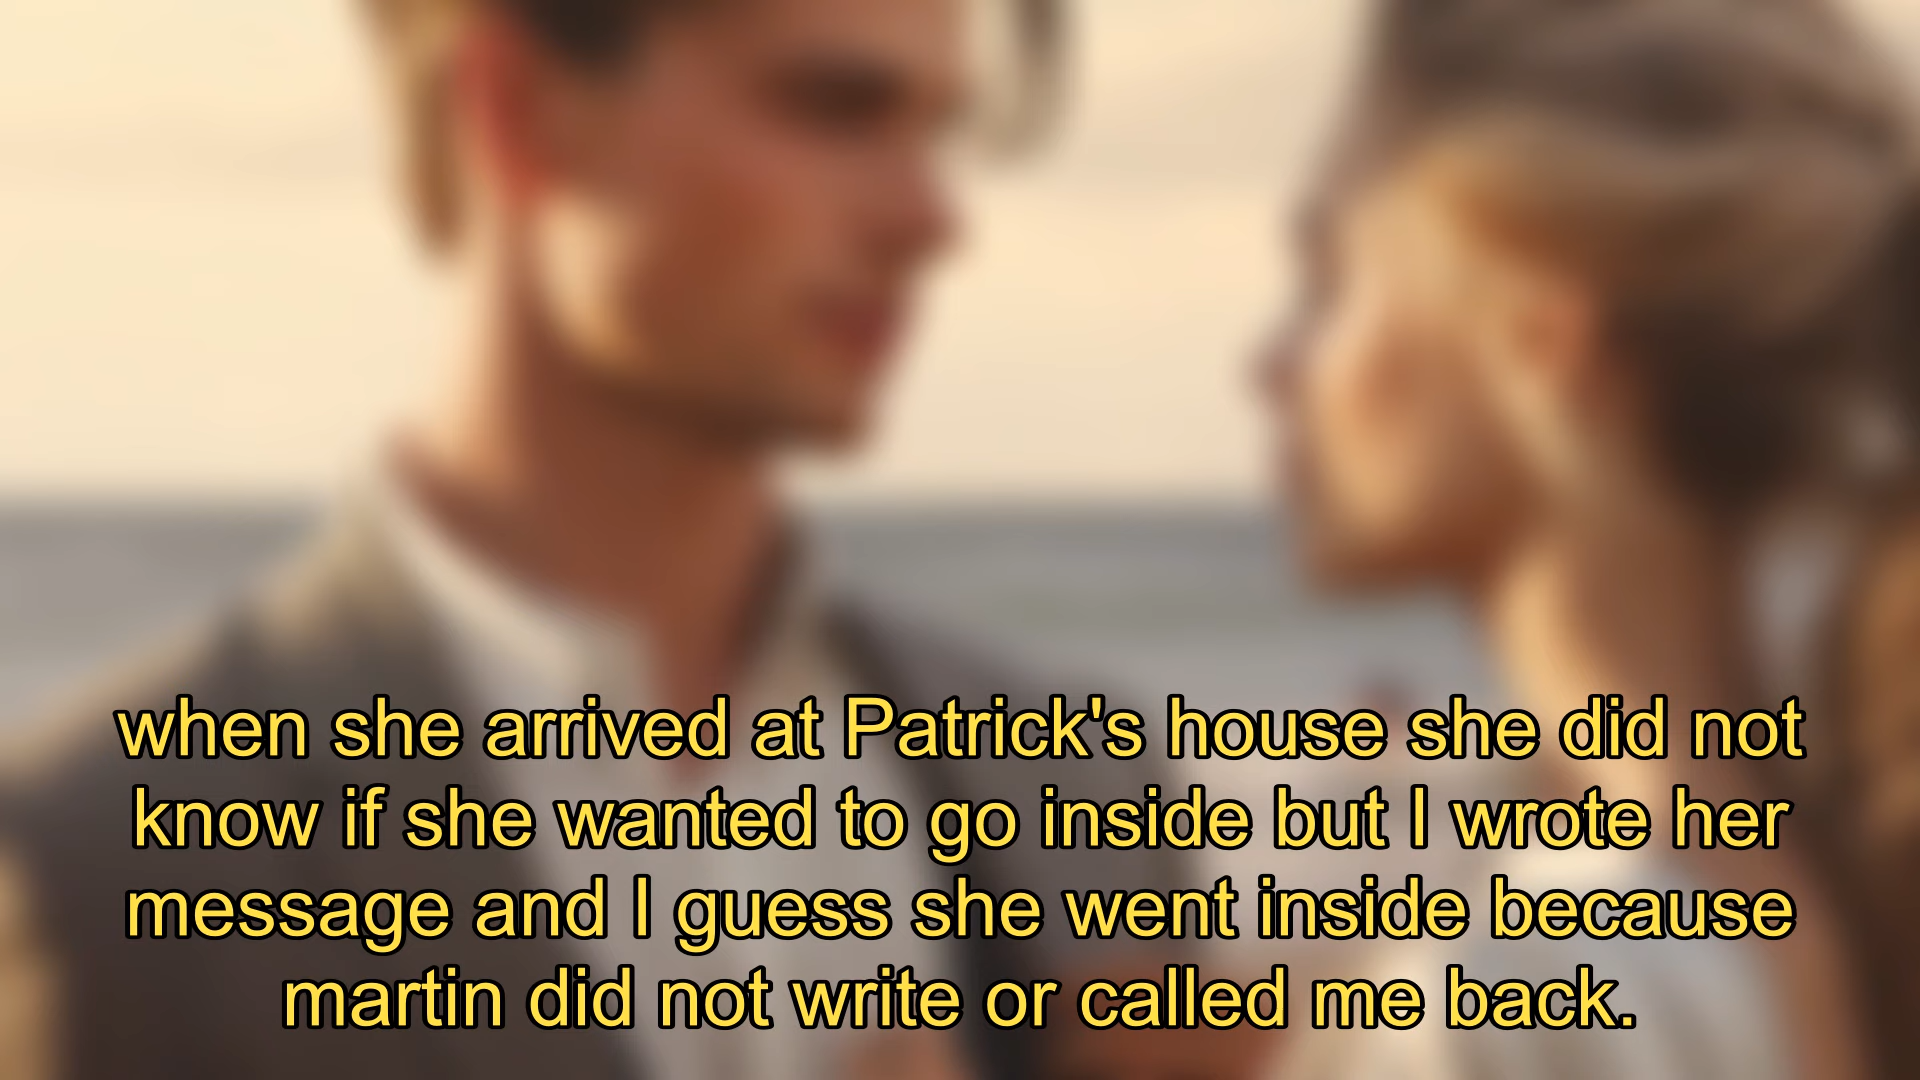 when she arrived at Patrick's house she did not
know if she wanted to go inside but I wrote her
message and I guess she went inside because
martin did not write or called me back.